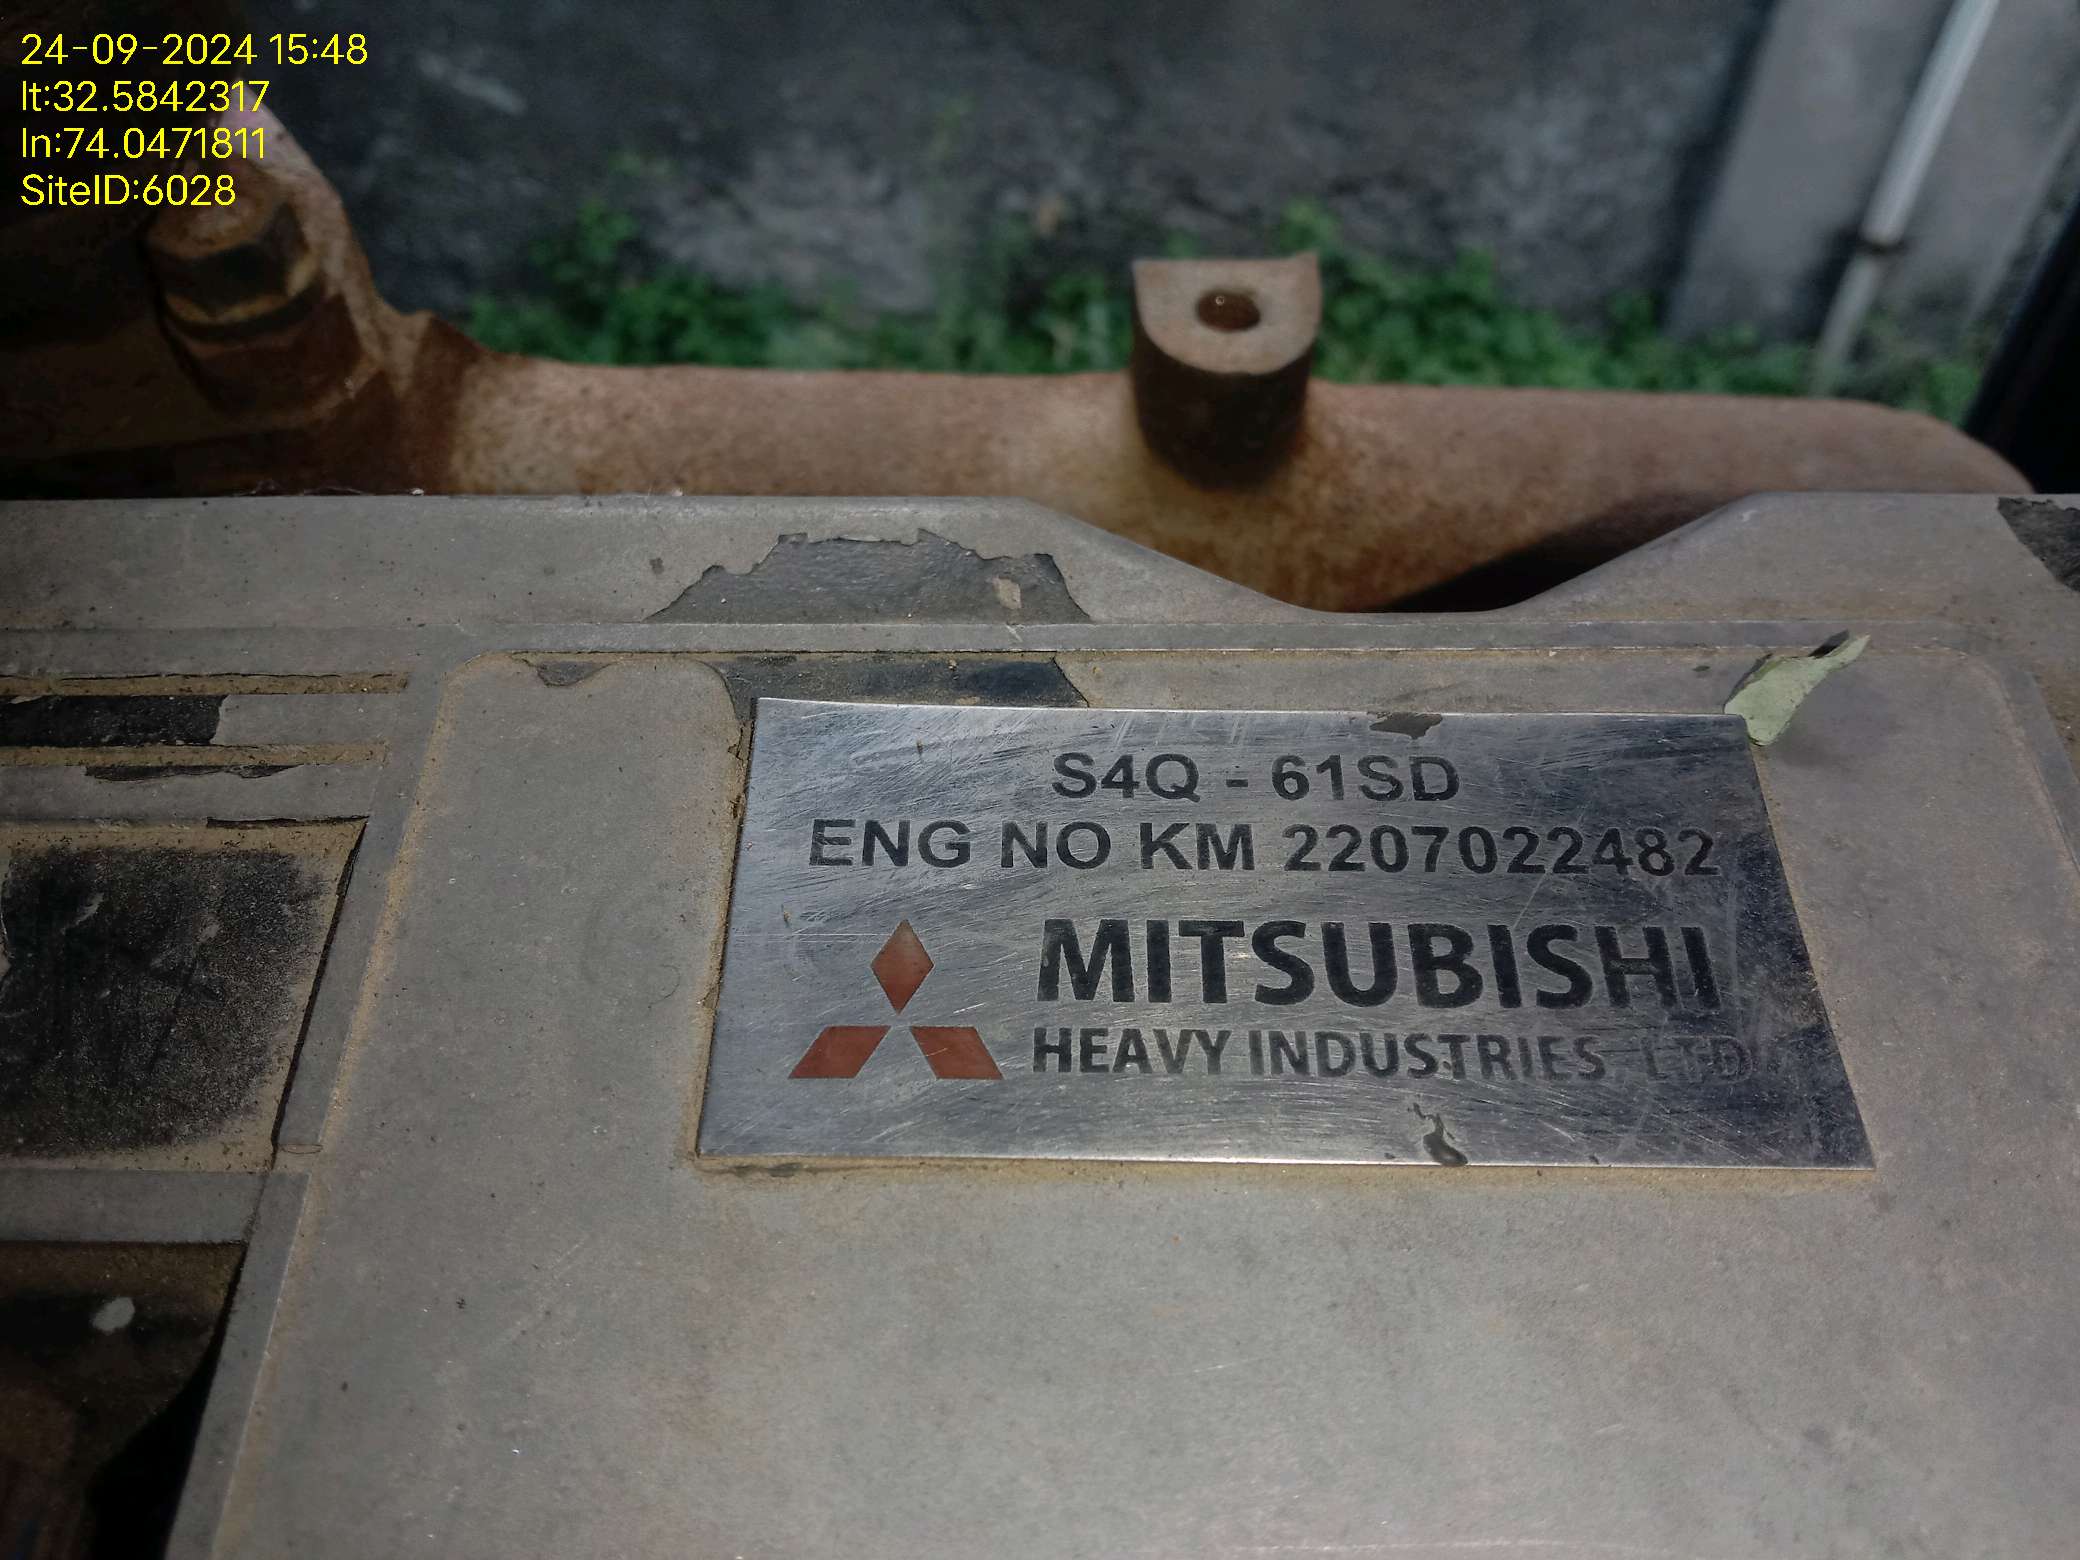 24-09-2024 15:48
lt:32.5842317
ln:74.0471811
SiteID:6028
S4Q - 61SD
ENG NO KM 2207022482
MITSUBISHI
HEAVY INDUSTRIES, LTD